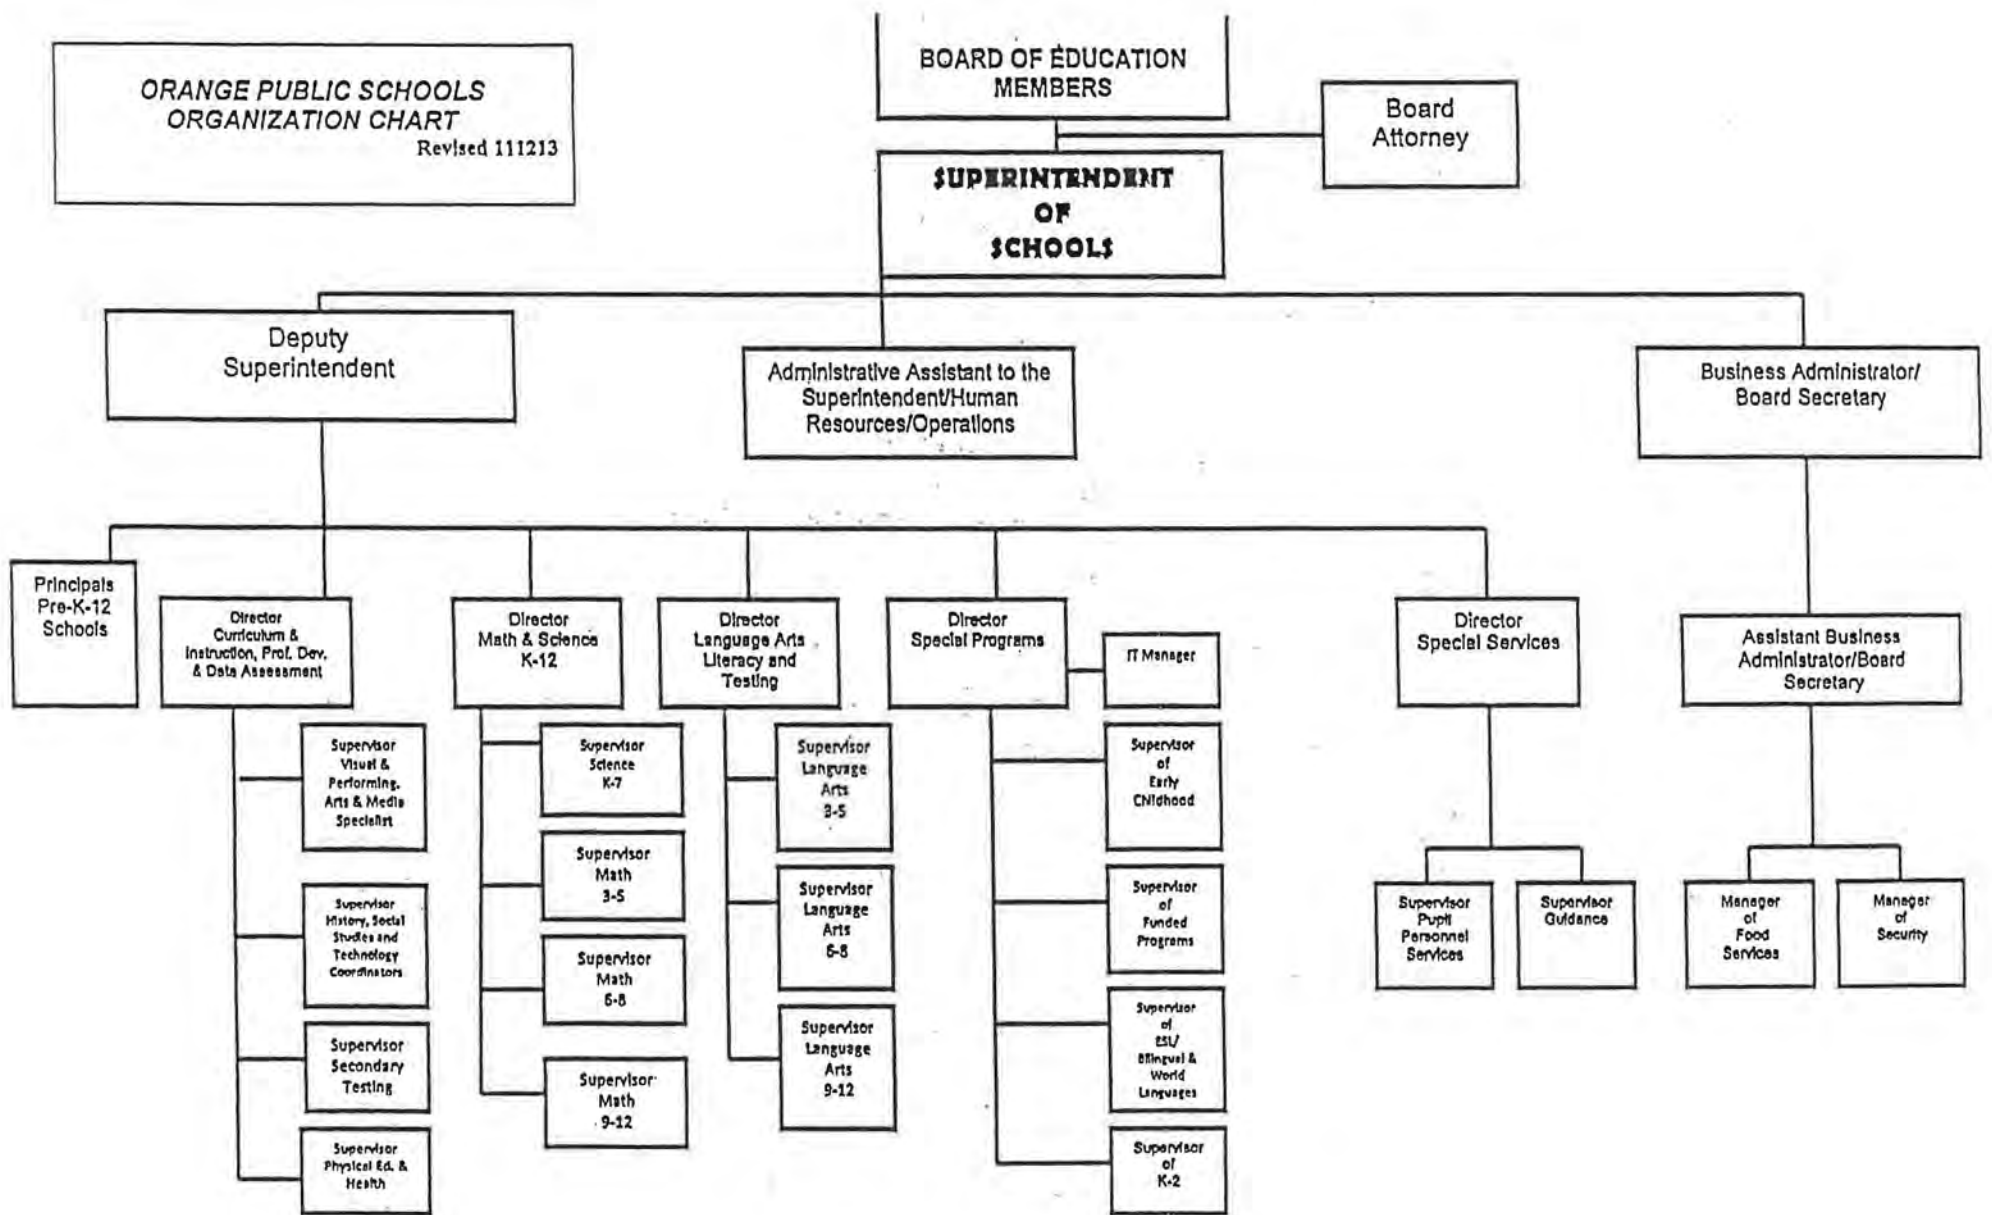 ORANGE PUBLIC SCHOOLS
ORGANIZATION CHART
Revised 111213
BOARD OF EDUCATION
MEMBERS
Board
Attorney
SUPERINTENDENT
OF
SCHOOLS
Deputy
Superintendent
Administrative Assistant to the
Superintendent/Human
Resources/Operations
Business Administrator/
Board Secretary
Principals
Pre-K-12
Schools
Director
Curriculum &
Instruction, Prof. Dev.
& Data Assessment
Director
Math & Science
K-12
Director
Language Arts
Literacy and
Testing
Director
Special Programs
IT Manager
Director
Special Services
Assistant Business
Administrator/Board
Secretary
Supervisor
Visual &
Performing,
Arts & Media
Specialist
Supervisor
History, Social
Studies and
Technology
Coordinators
Supervisor
Secondary
Testing
Supervisor
Physical Ed. &
Health
Supervisor
Science
K-7
Supervisor
Math
3-5
Supervisor
Math
6-8
Supervisor
Math
9-12
Supervisor
Language
Arts
3-5
Supervisor
Language
Arts
6-8
Supervisor
Language
Arts
9-12
Supervisor
of
Early
Childhood
Supervisor
of
Funded
Programs
Supervisor
of
ESL/
Bilingual &
World
Languages
Supervisor
of
K-2
Supervisor
Pupil
Personnel
Services
Supervisor
Guidance
Manager
of
Food
Services
Manager
of
Security